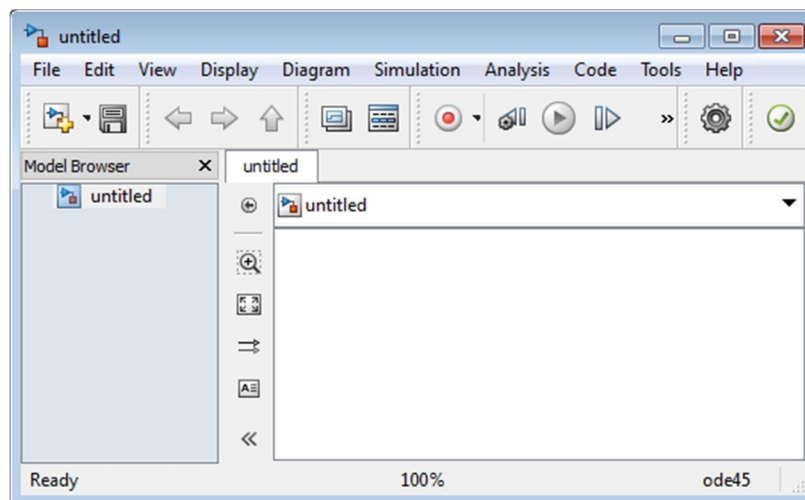 untitled
File Edit View Display Diagram Simulation Analysis Code Tools Help
Model Browser
untitled
untitled
untitled
Ready 100% ode45